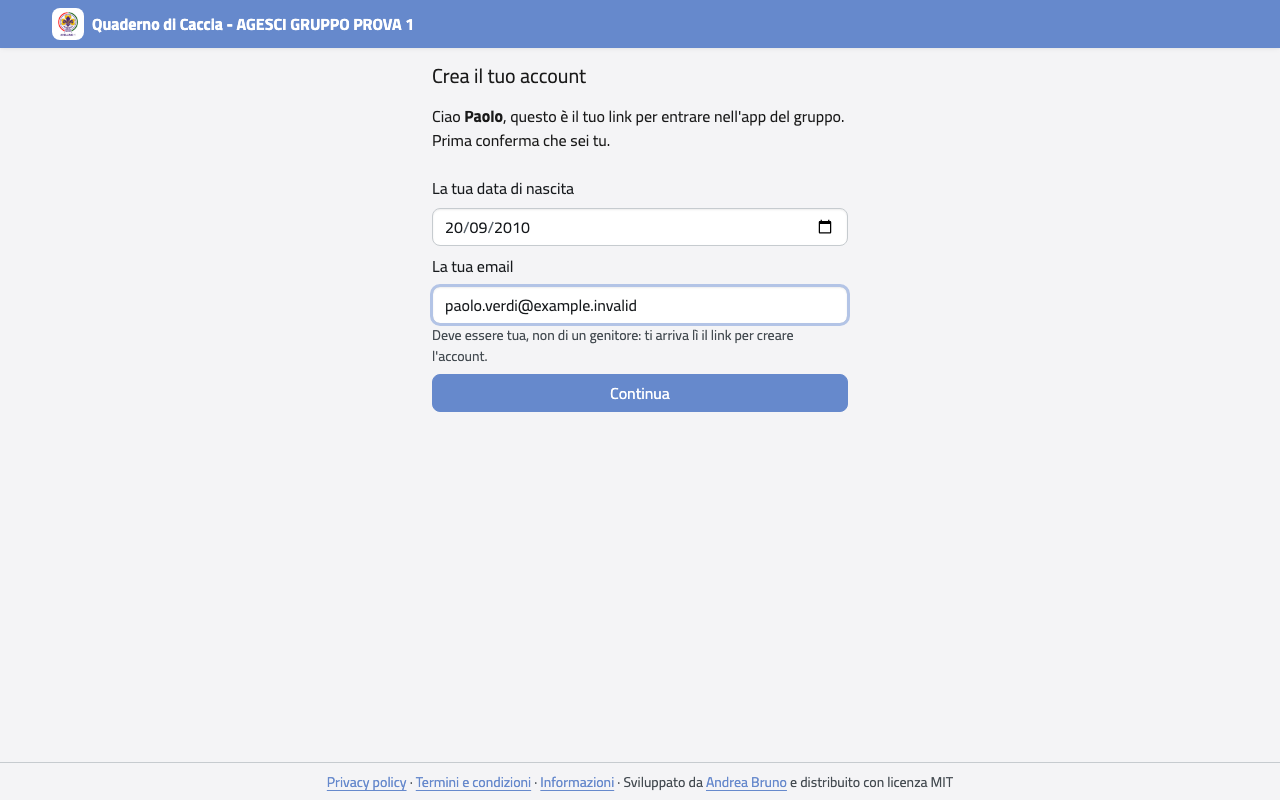 Quaderno di Caccia - AGESCI GRUPPO PROVA 1
Crea il tuo account
Ciao Paolo, questo è il tuo link per entrare nell'app del gruppo.
Prima conferma che sei tu.
La tua data di nascita
20/09/2010
La tua email
paolo.verdi@example.invalid
Deve essere tua, non di un genitore: ti arriva lì il link per creare
l'account.
Continua
Privacy policy · Termini e condizioni · Informazioni · Sviluppato da Andrea Bruno e distribuito con licenza MIT